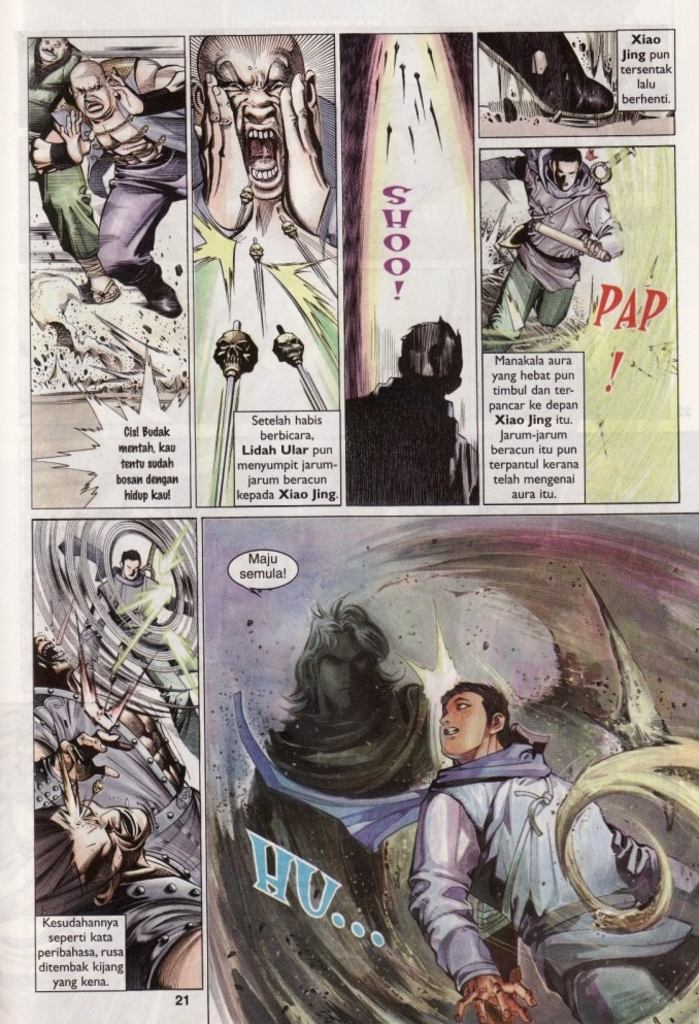 Cis! Budak
mentah, kau
tentu sudah
bosan dengan
hidup kau!
Setelah habis
berbicara,
Lidah Ular pun
menyumpit jarum-
jarum beracun
kepada Xiao Jing.
SHOO!
Xiao
Jing pun
tersentak
lalu
berhenti.
PAP
!
Manakala aura
yang hebat pun
timbul dan ter-
pancar ke depan
Xiao Jing itu.
Jarum-jarum
beracun itu pun
terpantul kerana
telah mengenai
aura itu.
Kesudahannya
seperti kata
peribahasa, rusa
ditembak kijang
yang kena.
Maju
semula!
HU...
21